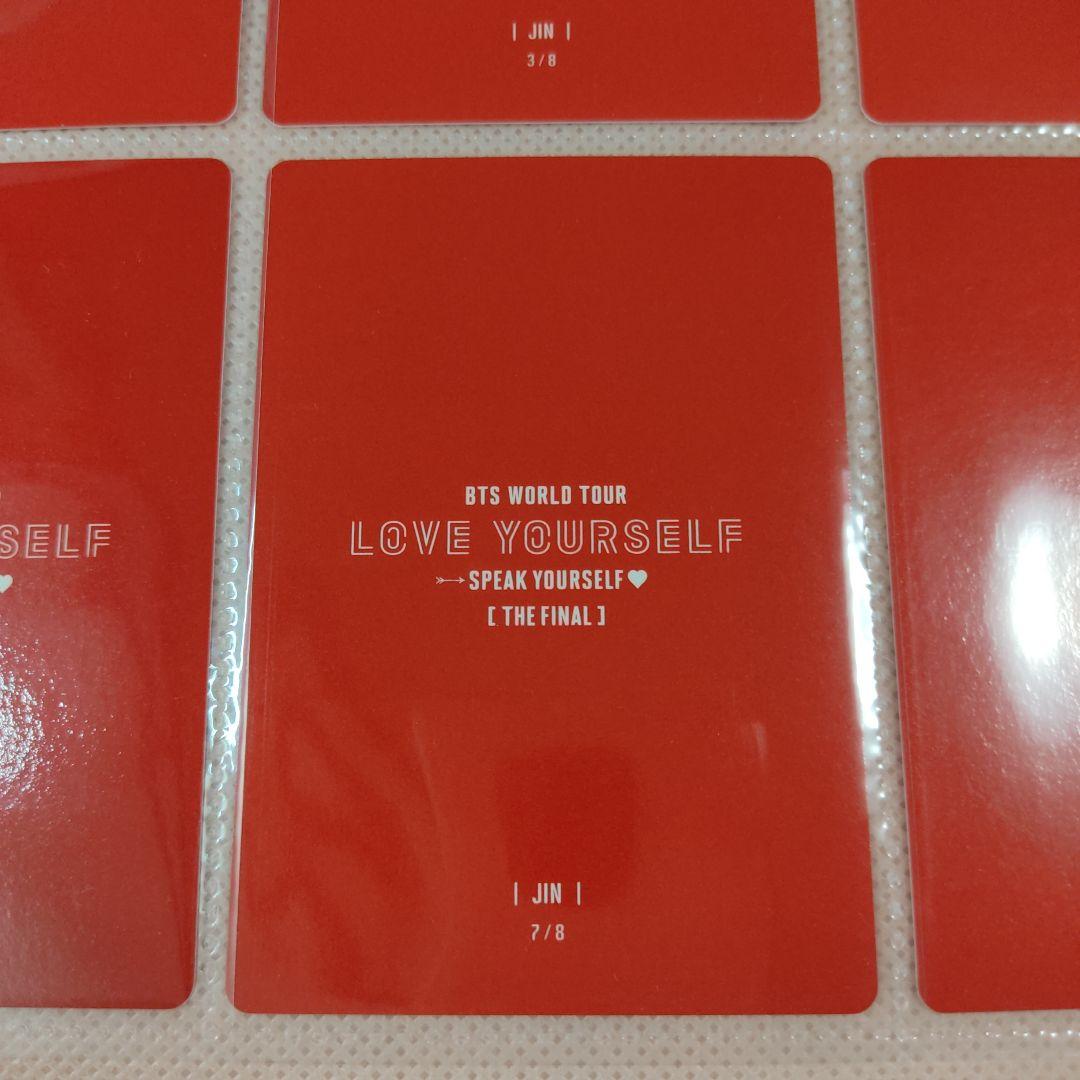 | JIN |
3/8
BTS WORLD TOUR
LOVE YOURSELF
SPEAK YOURSELF♥
[ THE FINAL ]
| JIN |
7/8
SELF
♥